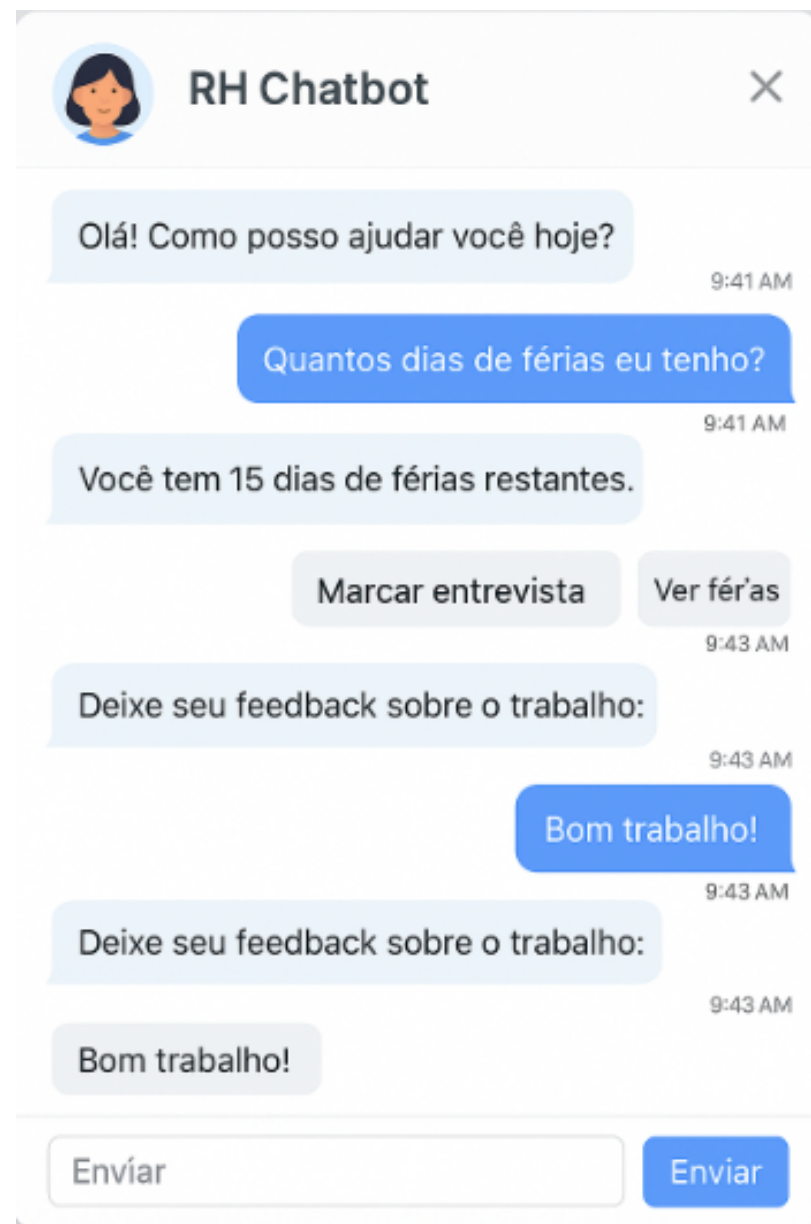 RH Chatbot
Olá! Como posso ajudar você hoje?
9:41 AM
Quantos dias de férias eu tenho?
9:41 AM
Você tem 15 dias de férias restantes.
Marcar entrevista
Ver fér'as
9:43 AM
Deixe seu feedback sobre o trabalho:
9:43 AM
Bom trabalho!
9:43 AM
Deixe seu feedback sobre o trabalho:
9:43 AM
Bom trabalho!
Envíar
Enviar